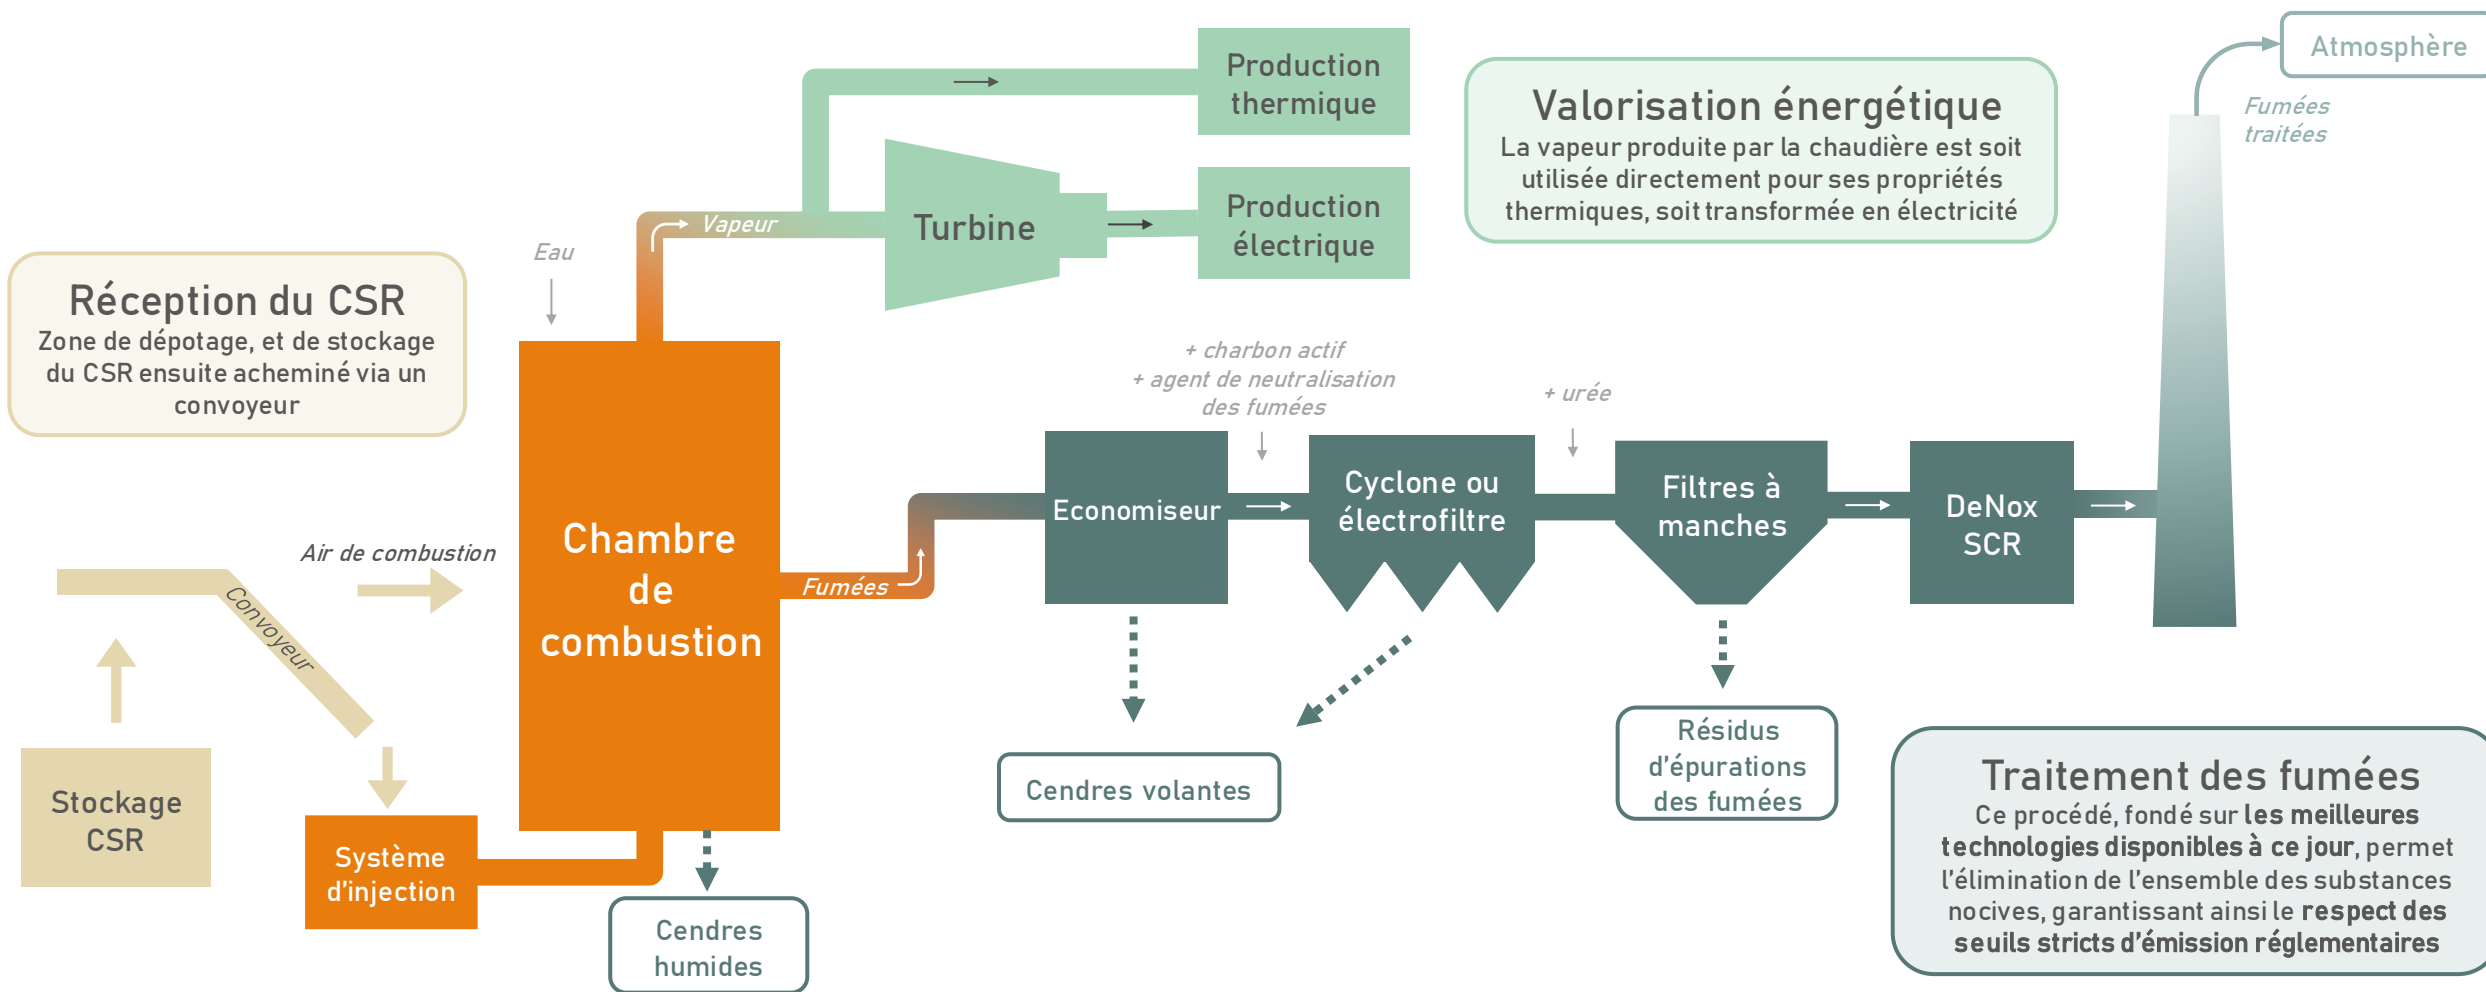 Production
thermique
Valorisation énergétique
La vapeur produite par la chaudière est soit
utilisée directement pour ses propriétés
thermiques, soit transformée en électricité
Atmosphère
Fumées
traitées
Vapeur
Turbine
Production
électrique
Eau
Réception du CSR
Zone de dépotage, et de stockage
du CSR ensuite acheminé via un
convoyeur
+ charbon actif
+ agent de neutralisation
des fumées
+ urée
Air de combustion
Convoyeur
Chambre
de
combustion
Fumées
Economiseur
Cyclone ou
électrofiltre
Filtres à
manches
DeNox
SCR
Stockage
CSR
Système
d'injection
Cendres
humides
Cendres volantes
Résidus
d'épurations
des fumées
Traitement des fumées
Ce procédé, fondé sur les meilleures
technologies disponibles à ce jour, permet
l'élimination de l'ensemble des substances
nocives, garantissant ainsi le respect des
seuils stricts d'émission réglementaires